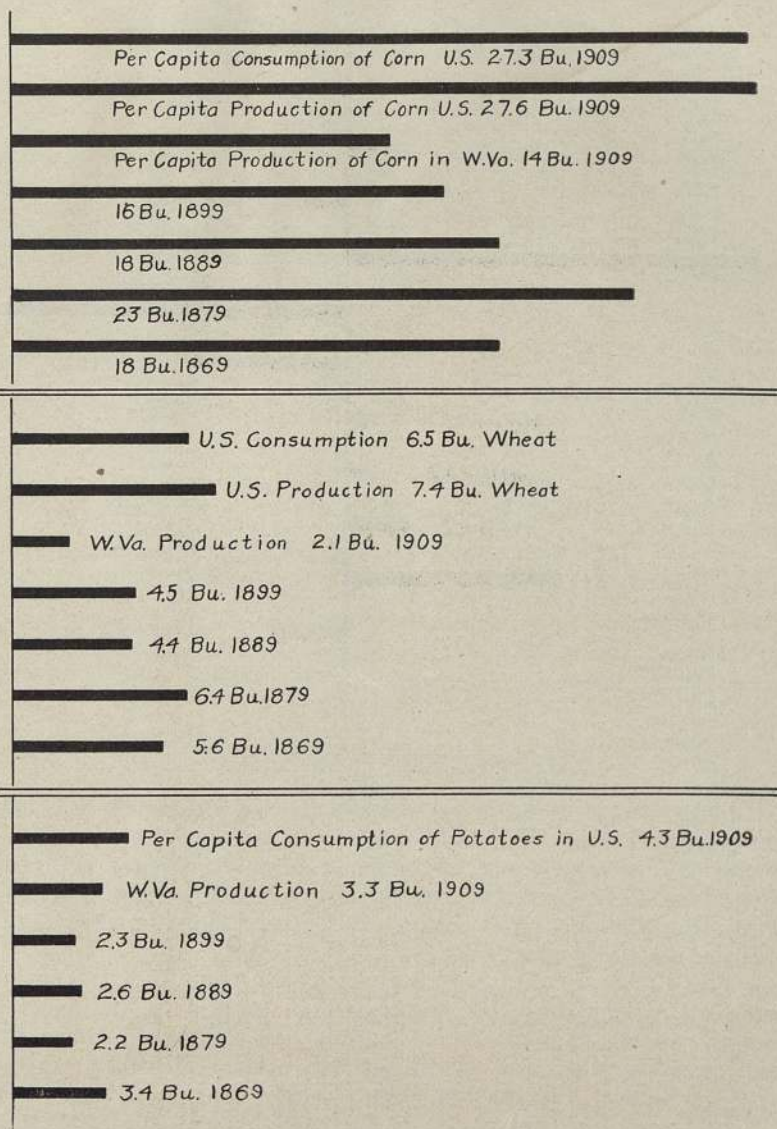 Per Capita Consumption of Corn U.S. 27.3 Bu. 1909
Per Capita Production of Corn U.S. 27.6 Bu. 1909
Per Capita Production of Corn in W.Va. 14 Bu. 1909
16 Bu. 1899
18 Bu. 1889
23 Bu. 1879
18 Bu. 1869
U.S. Consumption 6.5 Bu. Wheat
U.S. Production 7.4 Bu. Wheat
W.Va. Production 2.1 Bu. 1909
4.5 Bu. 1899
4.4 Bu. 1889
6.4 Bu. 1879
5.6 Bu. 1869
Per Capita Consumption of Potatoes in U.S. 4.3 Bu. 1909
W.Va. Production 3.3 Bu. 1909
2.3 Bu. 1899
2.6 Bu. 1889
2.2 Bu. 1879
3.4 Bu. 1869